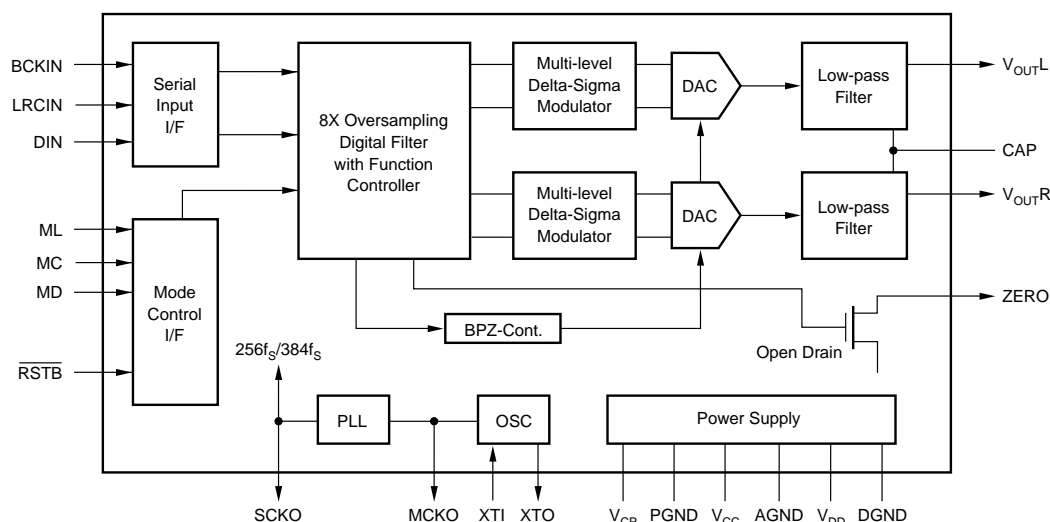 BCKIN
LRCIN
DIN
Serial
Input
I/F
8X Oversampling
Digital Filter
with Function
Controller
Multi-level
Delta-Sigma
Modulator
DAC
Low-pass
Filter
VOUTL
CAP
Multi-level
Delta-Sigma
Modulator
DAC
Low-pass
Filter
VOUTR
ML
MC
MD
RSTB
Mode
Control
I/F
BPZ-Cont.
ZERO
Open Drain
256fS/384fS
PLL
OSC
Power Supply
SCKO
MCKO
XTI
XTO
VCP
PGND
VCC
AGND
VDD
DGND